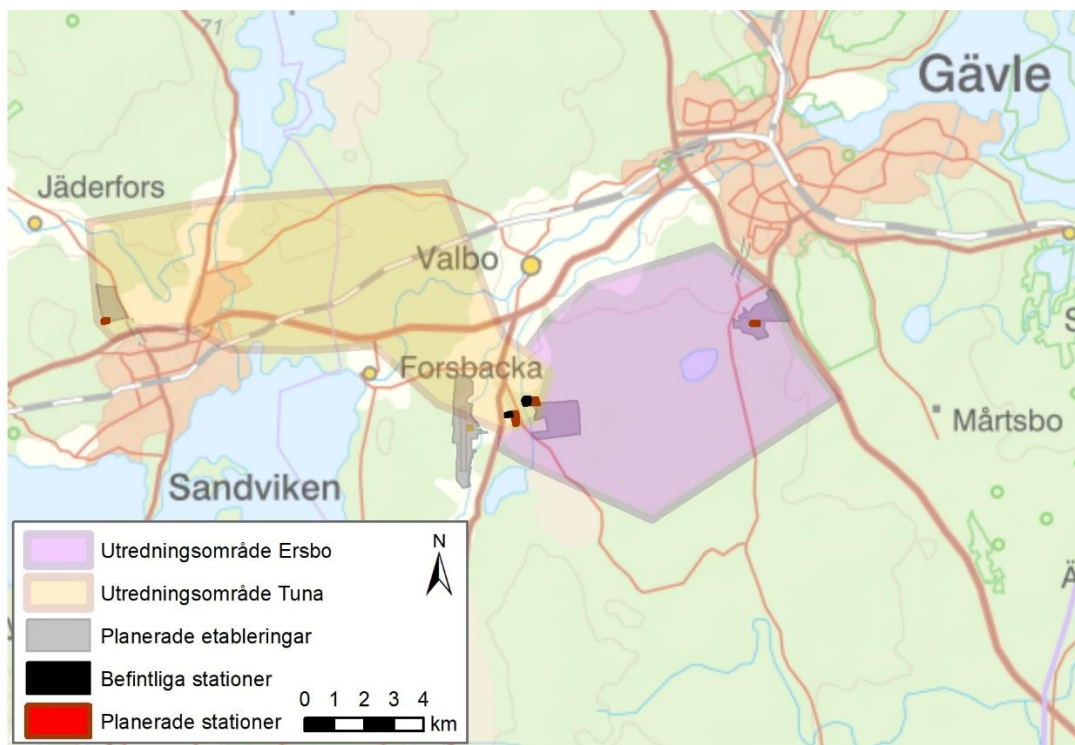 71
Gävle
Jäderfors
Valbo
Forsbacka
Mårtsbo
Sandviken
S
Ä
Utredningsområde Ersbo
N
Utredningsområde Tuna
Planerade etableringar
Befintliga stationer
0 1 2 3 4
Planerade stationer
km